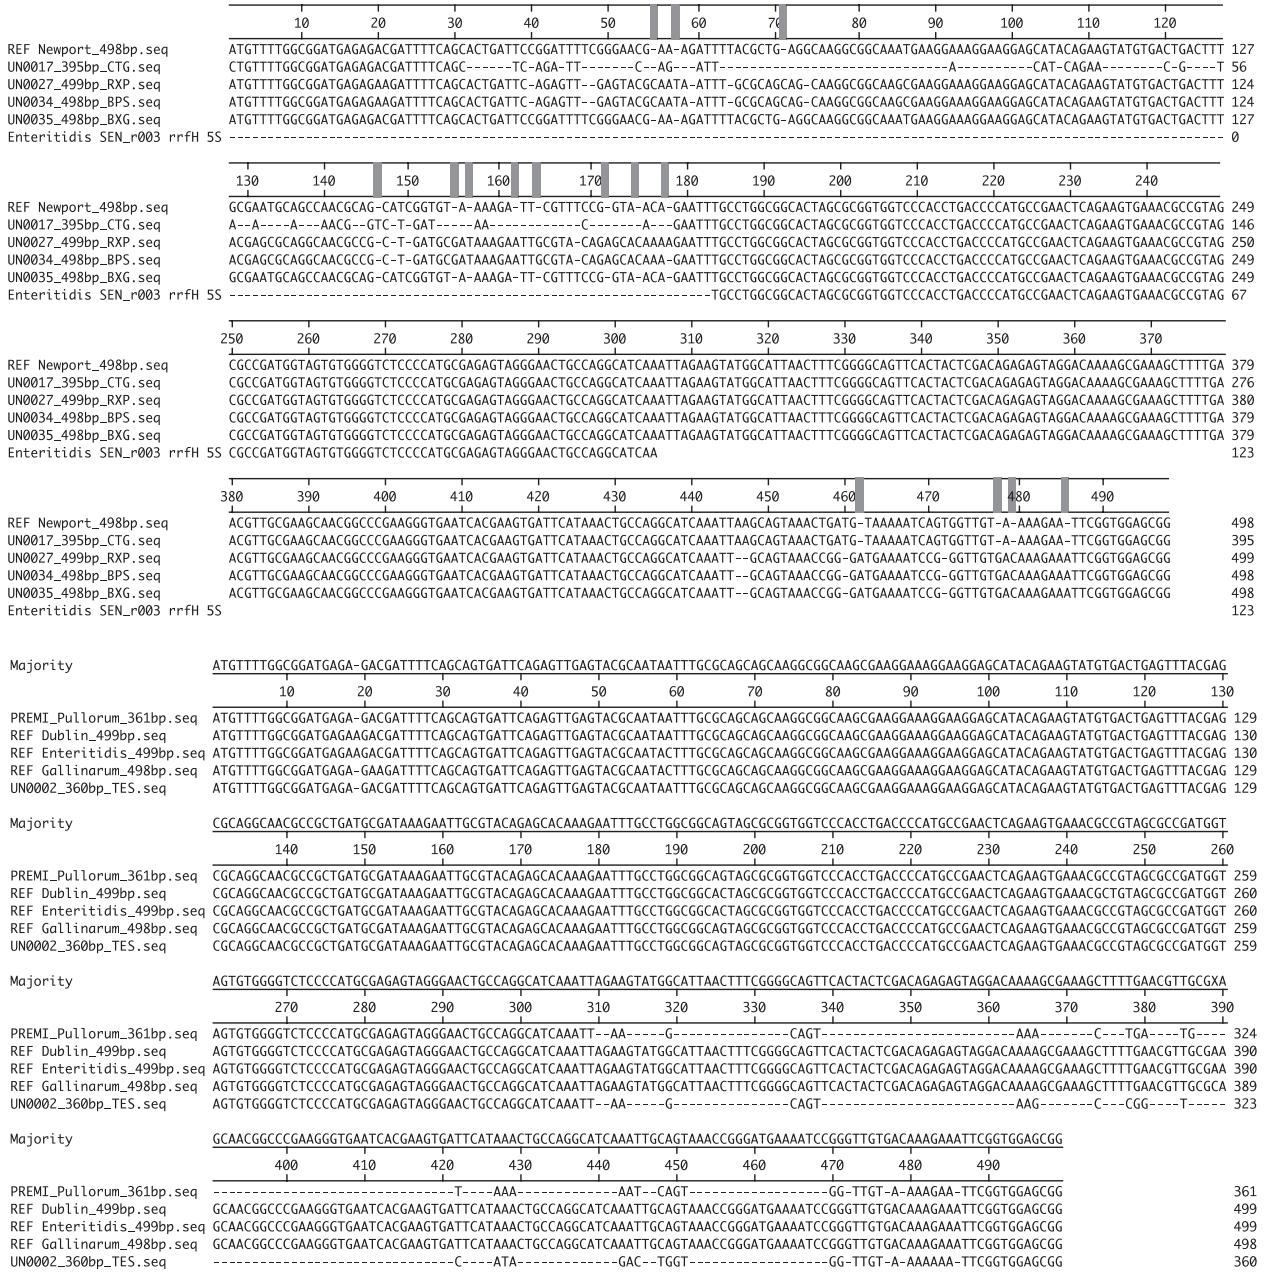 10 20 30 40 50 60 70 80 90 100 110 120
REF Newport_498bp.seq ATGTTTTGGCGGATGAGAGACGATTTTCAGCACTGATTCCGGATTTTCGGGAACG-AA-AGATTTTACGCTG-AGGCAAGGCGGCAAATGAAGGAAAGGAAGGAGCATACAGAAGTATGTGACTGACTTT 127
UN0017_395bp_CTG.seq CTGTTTTGGCGGATGAGAGACGATTTTCAGC------TC-AGA-TT-------C--AG---ATT------------------------------A----------CAT-CAGAA--------C-G----T 56
UN0027_499bp_RXP.seq ATGTTTTGGCGGATGAGAGAAGATTTTCAGCACTGATTC-AGAGTT--GAGTACGCAATA-ATTT-GCGCAGCAG-CAAGGCGGCAAGCGAAGGAAAGGAAGGAGCATACAGAAGTATGTGACTGACTTT 124
UN0034_498bp_BPS.seq ATGTTTTGGCGGATGAGAGAAGATTTTCAGCACTGATTC-AGAGTT--GAGTACGCAATA-ATTT-GCGCAGCAG-CAAGGCGGCAAGCGAAGGAAAGGAAGGAGCATACAGAAGTATGTGACTGACTTT 124
UN0035_498bp_BXG.seq ATGTTTTGGCGGATGAGAGACGATTTTCAGCACTGATTCCGGATTTTCGGGAACG-AA-AGATTTTACGCTG-AGGCAAGGCGGCAAATGAAGGAAAGGAAGGAGCATACAGAAGTATGTGACTGACTTT 127
Enteritidis SEN_r003 rrfH 5S ---------------------------------------------------------------------------------------------------------------------------------- 0
130 140 150 160 170 180 190 200 210 220 230 240
REF Newport_498bp.seq GCGAATGCAGCCAACGCAG-CATCGGTGT-A-AAAGA-TT-CGTTTCCG-GTA-ACA-GAATTTGCCTGGCGGCACTAGCGCGGTGGTCCCACCTGACCCCATGCCGAACTCAGAAGTGAAACGCCGTAG 249
UN0017_395bp_CTG.seq A--A----A---AACG--GTC-T-GAT-----AA------------C-------A---GAATTTGCCTGGCGGCACTAGCGCGGTGGTCCCACCTGACCCCATGCCGAACTCAGAAGTGAAACGCCGTAG 146
UN0027_499bp_RXP.seq ACGAGCGCAGGCAACGCCG-C-T-GATGCGATAAAGAATTGCGTA-CAGAGCACAAAAGAATTTGCCTGGCGGCACTAGCGCGGTGGTCCCACCTGACCCCATGCCGAACTCAGAAGTGAAACGCCGTAG 250
UN0034_498bp_BPS.seq ACGAGCGCAGGCAACGCCG-C-T-GATGCGATAAAGAATTGCGTA-CAGAGCACAAA-GAATTTGCCTGGCGGCACTAGCGCGGTGGTCCCACCTGACCCCATGCCGAACTCAGAAGTGAAACGCCGTAG 249
UN0035_498bp_BXG.seq GCGAATGCAGCCAACGCAG-CATCGGTGT-A-AAAGA-TT-CGTTTCCG-GTA-ACA-GAATTTGCCTGGCGGCACTAGCGCGGTGGTCCCACCTGACCCCATGCCGAACTCAGAAGTGAAACGCCGTAG 249
Enteritidis SEN_r003 rrfH 5S ---------------------------------------------------------------TGCCTGGCGGCACTAGCGCGGTGGTCCCACCTGACCCCATGCCGAACTCAGAAGTGAAACGCCGTAG 67
250 260 270 280 290 300 310 320 330 340 350 360 370
REF Newport_498bp.seq CGCCGATGGTAGTGTGGGGTCTCCCCATGCGAGAGTAGGGAACTGCCAGGCATCAAATTAGAAGTATGGCATTAACTTTCGGGGCAGTTCACTACTCGACAGAGAGTAGGACAAAAGCGAAAGCTTTTGA 379
UN0017_395bp_CTG.seq CGCCGATGGTAGTGTGGGGTCTCCCCATGCGAGAGTAGGGAACTGCCAGGCATCAAATTAGAAGTATGGCATTAACTTTCGGGGCAGTTCACTACTCGACAGAGAGTAGGACAAAAGCGAAAGCTTTTGA 276
UN0027_499bp_RXP.seq CGCCGATGGTAGTGTGGGGTCTCCCCATGCGAGAGTAGGGAACTGCCAGGCATCAAATTAGAAGTATGGCATTAACTTTCGGGGCAGTTCACTACTCGACAGAGAGTAGGACAAAAGCGAAAGCTTTTGA 380
UN0034_498bp_BPS.seq CGCCGATGGTAGTGTGGGGTCTCCCCATGCGAGAGTAGGGAACTGCCAGGCATCAAATTAGAAGTATGGCATTAACTTTCGGGGCAGTTCACTACTCGACAGAGAGTAGGACAAAAGCGAAAGCTTTTGA 379
UN0035_498bp_BXG.seq CGCCGATGGTAGTGTGGGGTCTCCCCATGCGAGAGTAGGGAACTGCCAGGCATCAAATTAGAAGTATGGCATTAACTTTCGGGGCAGTTCACTACTCGACAGAGAGTAGGACAAAAGCGAAAGCTTTTGA 379
Enteritidis SEN_r003 rrfH 5S CGCCGATGGTAGTGTGGGGTCTCCCCATGCGAGAGTAGGGAACTGCCAGGCATCAA 123
380 390 400 410 420 430 440 450 460 470 480 490
REF Newport_498bp.seq ACGTTGCGAAGCAACGGCCCGAAGGGTGAATCACGAAGTGATTCATAAACTGCCAGGCATCAAATTAAGCAGTAAACTGATG-TAAAAATCAGTGGTTGT-A-AAAGAA-TTCGGTGGAGCGG 498
UN0017_395bp_CTG.seq ACGTTGCGAAGCAACGGCCCGAAGGGTGAATCACGAAGTGATTCATAAACTGCCAGGCATCAAATTAAGCAGTAAACTGATG-TAAAAATCAGTGGTTGT-A-AAAGAA-TTCGGTGGAGCGG 395
UN0027_499bp_RXP.seq ACGTTGCGAAGCAACGGCCCGAAGGGTGAATCACGAAGTGATTCATAAACTGCCAGGCATCAAATT--GCAGTAAACCGG-GATGAAAATCCG-GGTTGTGACAAAGAAATTCGGTGGAGCGG 499
UN0034_498bp_BPS.seq ACGTTGCGAAGCAACGGCCCGAAGGGTGAATCACGAAGTGATTCATAAACTGCCAGGCATCAAATT--GCAGTAAACCGG-GATGAAAATCCG-GGTTGTGACAAAGAAATTCGGTGGAGCGG 498
UN0035_498bp_BXG.seq ACGTTGCGAAGCAACGGCCCGAAGGGTGAATCACGAAGTGATTCATAAACTGCCAGGCATCAAATT--GCAGTAAACCGG-GATGAAAATCCG-GGTTGTGACAAAGAAATTCGGTGGAGCGG 498
Enteritidis SEN_r003 rrfH 5S 123
Majority ATGTTTTGGCGGATGAGA-GACGATTTTCAGCAGTGATTCAGAGTTGAGTACGCAATAATTTGCGCAGCAGCAAGGCGGCAAGCGAAGGAAAGGAAGGAGCATACAGAAGTATGTGACTGAGTTTACGAG
10 20 30 40 50 60 70 80 90 100 110 120 130
PREMI_Pullorum_361bp.seq ATGTTTTGGCGGATGAGA-GACGATTTTCAGCAGTGATTCAGAGTTGAGTACGCAATAATTTGCGCAGCAGCAAGGCGGCAAGCGAAGGAAAGGAAGGAGCATACAGAAGTATGTGACTGAGTTTACGAG 129
REF Dublin_499bp.seq ATGTTTTGGCGGATGAGAAGACGATTTTCAGCAGTGATTCAGAGTTGAGTACGCAATAATTTGCGCAGCAGCAAGGCGGCAAGCGAAGGAAAGGAAGGAGCATACAGAAGTATGTGACTGAGTTTACGAG 130
REF Enteritidis_499bp.seq ATGTTTTGGCGGATGAGAAGACGATTTTCAGCAGTGATTCAGAGTTGAGTACGCAATACTTTGCGCAGCAGCAAGGCGGCAAGCGAAGGAAAGGAAGGAGCATACAGAAGTATGTGACTGAGTTTACGAG 130
REF Gallinarum_498bp.seq ATGTTTTGGCGGATGAGA-GAAGATTTTCAGCAGTGATTCAGAGTTGAGTACGCAATACTTTGCGCAGCAGCAAGGCGGCAAGCGAAGGAAAGGAAGGAGCATACAGAAGTATGTGACTGAGTTTACGAG 129
UN0002_360bp_TES.seq ATGTTTTGGCGGATGAGA-GACGATTTTCAGCAGTGATTCAGAGTTGAGTACGCAATAATTTGCGCAGCAGCAAGGCGGCAAGCGAAGGAAAGGAAGGAGCATACAGAAGTATGTGACTGAGTTTACGAG 129
Majority CGCAGGCAACGCCGCTGATGCGATAAAGAATTGCGTACAGAGCACAAAGAATTTGCCTGGCGGCAGTAGCGCGGTGGTCCCACCTGACCCCATGCCGAACTCAGAAGTGAAACGCCGTAGCGCCGATGGT
140 150 160 170 180 190 200 210 220 230 240 250 260
PREMI_Pullorum_361bp.seq CGCAGGCAACGCCGCTGATGCGATAAAGAATTGCGTACAGAGCACAAAGAATTTGCCTGGCGGCAGTAGCGCGGTGGTCCCACCTGACCCCATGCCGAACTCAGAAGTGAAACGCCGTAGCGCCGATGGT 259
REF Dublin_499bp.seq CGCAGGCAACGCCGCTGATGCGATAAAGAATTGCGTACAGAGCACAAAGAATTTGCCTGGCGGCACTAGCGCGGTGGTCCCACCTGACCCCATGCCGAACTCAGAAGTGAAACGCTGTAGCGCCGATGGT 260
REF Enteritidis_499bp.seq CGCAGGCAACGCCGCTGATGCGATAAAGAATTGCGTACAGAGCACAAAGAATTTGCCTGGCGGCACTAGCGCGGTGGTCCCACCTGACCCCATGCCGAACTCAGAAGTGAAACGCCGTAGCGCCGATGGT 260
REF Gallinarum_498bp.seq CGCAGGCAACGCCGCTGATGCGATAAAGAATTGCGTACAGAGCACAAAGAATTTGCCTGGCGGCAGTAGCGCGGTGGTCCCACCTGACCCCATGCCGAACTCAGAAGTGAAACGCCGTAGCGCCGATGGT 259
UN0002_360bp_TES.seq CGCAGGCAACGCCGCTGATGCGATAAAGAATTGCGTACAGAGCACAAAGAATTTGCCTGGCGGCAGTAGCGCGGTGGTCCCACCTGACCCCATGCCGAACTCAGAAGTGAAACGCCGTAGCGCCGATGGT 259
Majority AGTGTGGGGTCTCCCCATGCGAGAGTAGGGAACTGCCAGGCATCAAATTAGAAGTATGGCATTAACTTTCGGGGCAGTTCACTACTCGACAGAGAGTAGGACAAAAGCGAAAGCTTTTGAACGTTGCGXA
270 280 290 300 310 320 330 340 350 360 370 380 390
PREMI_Pullorum_361bp.seq AGTGTGGGGTCTCCCCATGCGAGAGTAGGGAACTGCCAGGCATCAAATT--AA-----G---------------CAGT-------------------------AAA-------C---TGA----TG---- 324
REF Dublin_499bp.seq AGTGTGGGGTCTCCCCATGCGAGAGTAGGGAACTGCCAGGCATCAAATTAGAAGTATGGCATTAACTTTCGGGGCAGTTCACTACTCGACAGAGAGTAGGACAAAAGCGAAAGCTTTTGAACGTTGCGAA 390
REF Enteritidis_499bp.seq AGTGTGGGGTCTCCCCATGCGAGAGTAGGGAACTGCCAGGCATCAAATTAGAAGTATGGCATTAACTTTCGGGGCAGTTCACTACTCGACAGAGAGTAGGACAAAAGCGAAAGCTTTTGAACGTTGCGAA 390
REF Gallinarum_498bp.seq AGTGTGGGGTCTCCCCATGCGAGAGTAGGGAACTGCCAGGCATCAAATTAGAAGTATGGCATTAACTTTCGGGGCAGTTCACTACTCGACAGAGAGTAGGACAAAAGCGAAAGCTTTTGAACGTTGCGCA 389
UN0002_360bp_TES.seq AGTGTGGGGTCTCCCCATGCGAGAGTAGGGAACTGCCAGGCATCAAATT--AA-----G---------------CAGT-------------------------AAG-------C---CGG----T----- 323
Majority GCAACGGCCCGAAGGGTGAATCACGAAGTGATTCATAAACTGCCAGGCATCAAATTGCAGTAAACCGGGATGAAAATCCGGGTTGTGACAAAGAAATTCGGTGGAGCGG
400 410 420 430 440 450 460 470 480 490
PREMI_Pullorum_361bp.seq -------------------------------T----AAA-------------AAT--CAGT------------------GG-TTGT-A-AAAGAA-TTCGGTGGAGCGG 361
REF Dublin_499bp.seq GCAACGGCCCGAAGGGTGAATCACGAAGTGATTCATAAACTGCCAGGCATCAAATTGCAGTAAACCGGGATGAAAATCCGGGTTGTGACAAAGAAATTCGGTGGAGCGG 499
REF Enteritidis_499bp.seq GCAACGGCCCGAAGGGTGAATCACGAAGTGATTCATAAACTGCCAGGCATCAAATTGCAGTAAACCGGGATGAAAATCCGGGTTGTGACAAAGAAATTCGGTGGAGCGG 499
REF Gallinarum_498bp.seq GCAACGGCCCGAAGGGTGAATCACGAAGTGATTCATAAACTGCCAGGCATCAAATTGCAGTAAACCGGGATGAAAATCCGGGTTGTGACAAAGAAATTCGGTGGAGCGG 498
UN0002_360bp_TES.seq -------------------------------C----ATA-------------GAC--TGGT------------------GG-TTGT-A-AAAAAA-TTCGGTGGAGCGG 360